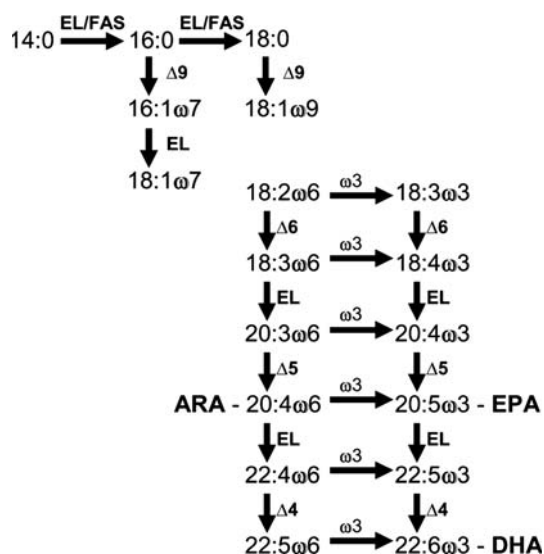 EL/FAS EL/FAS
14:0 16:0 18:0
Δ9 Δ9
16:1ω7 18:1ω9
EL
18:1ω7
18:2ω6 ω3 18:3ω3
Δ6 Δ6
18:3ω6 ω3 18:4ω3
EL EL
20:3ω6 ω3 20:4ω3
Δ5 Δ5
ARA - 20:4ω6 ω3 20:5ω3 - EPA
EL EL
22:4ω6 ω3 22:5ω3
Δ4 Δ4
22:5ω6 ω3 22:6ω3 - DHA